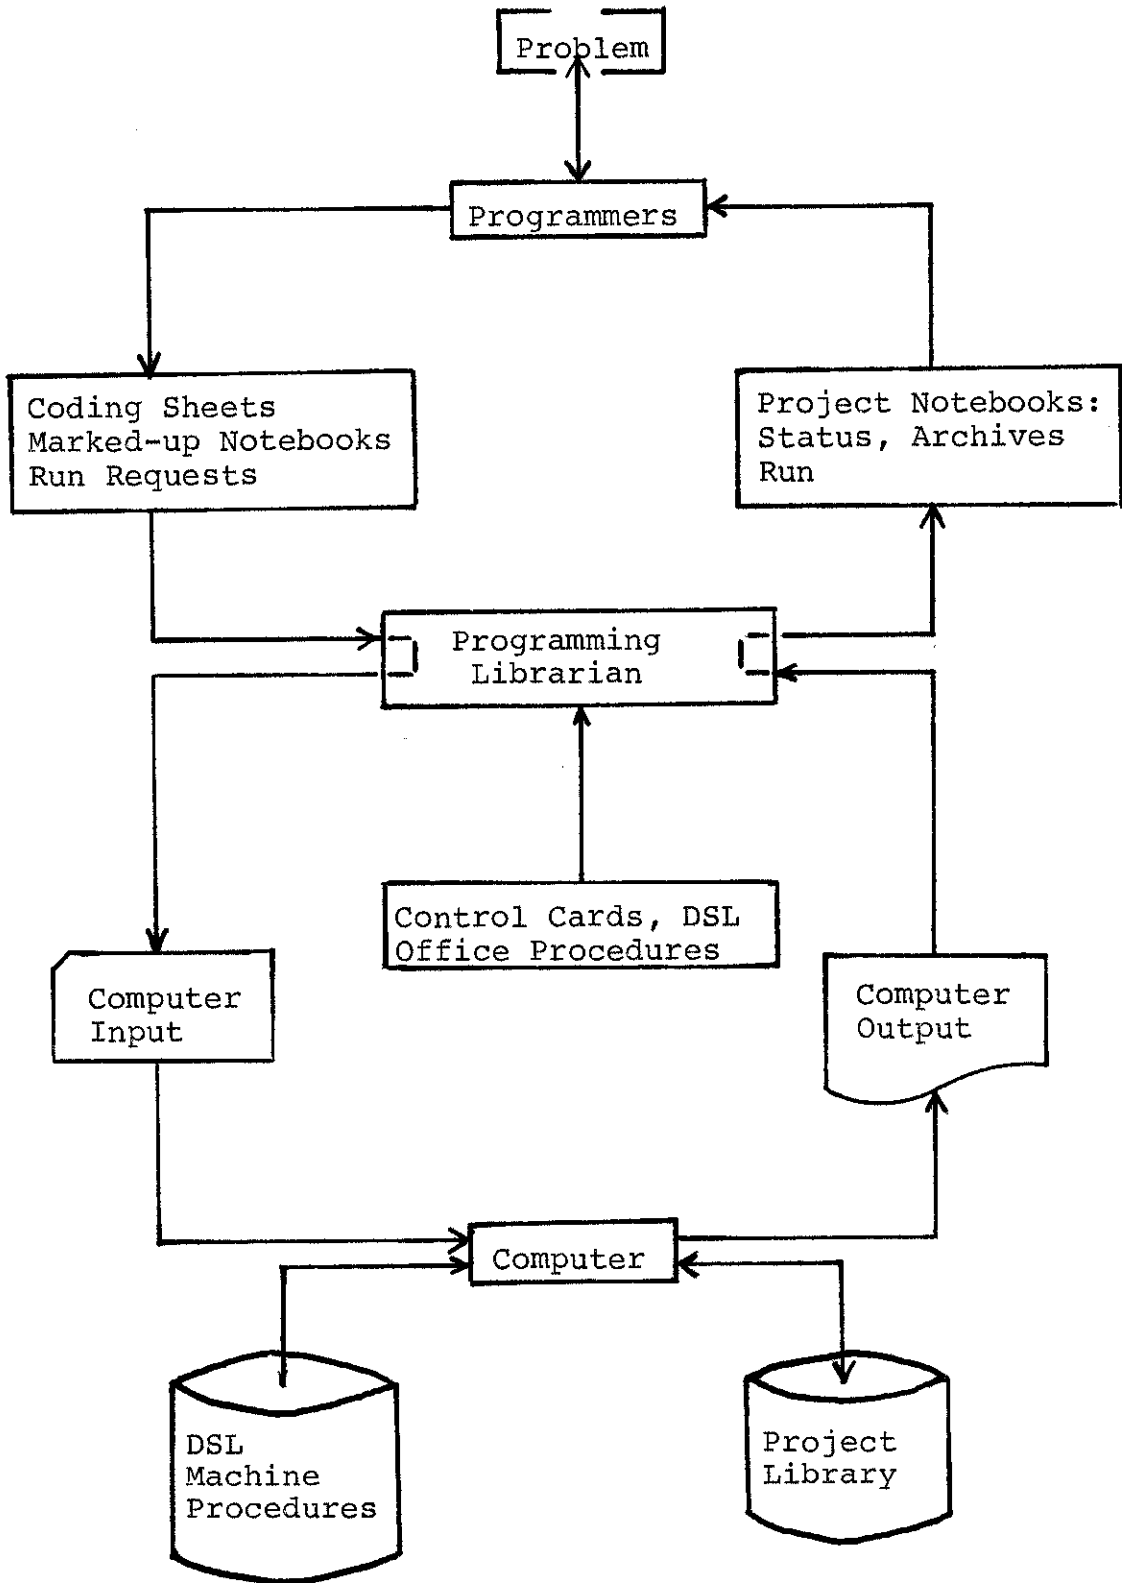 Problem
Programmers
Coding Sheets
Marked-up Notebooks
Run Requests
Project Notebooks:
Status, Archives
Run
Programming
Librarian
Control Cards, DSL
Office Procedures
Computer
Input
Computer
Output
Computer
DSL
Machine
Procedures
Project
Library